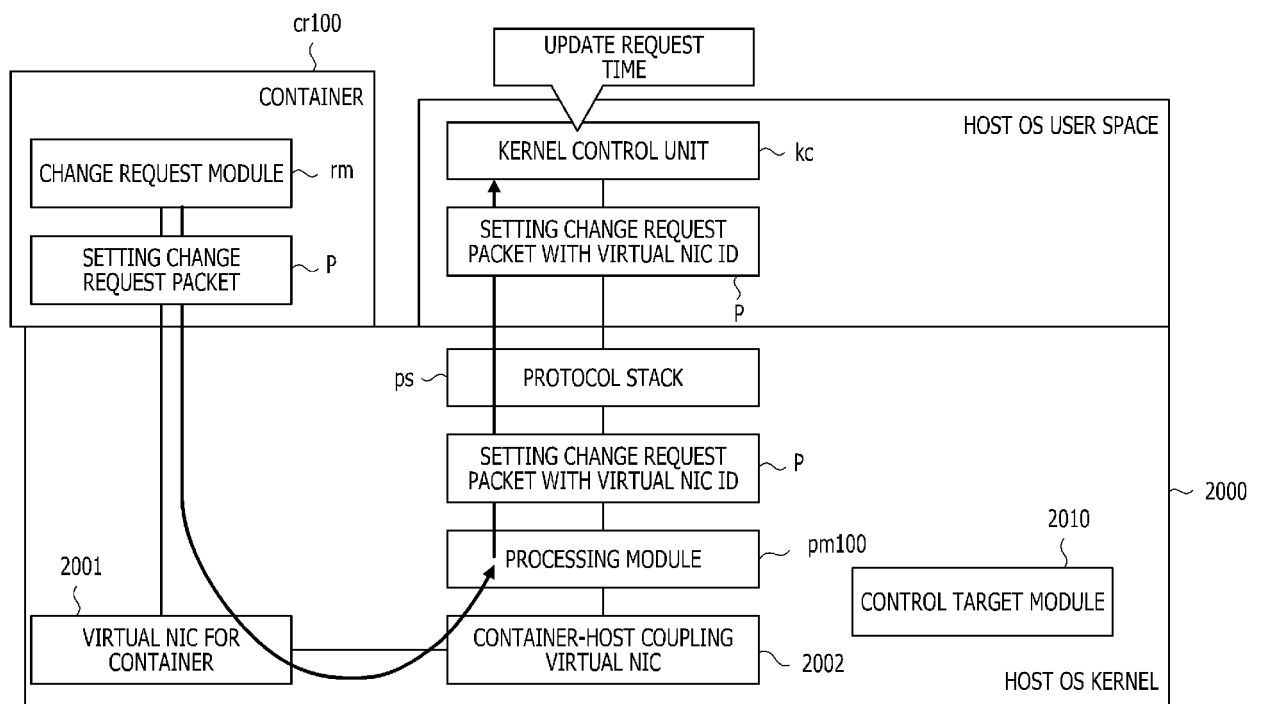 cr100
UPDATE REQUEST
TIME
CONTAINER
HOST OS USER SPACE
CHANGE REQUEST MODULE
rm
KERNEL CONTROL UNIT
kc
SETTING CHANGE
REQUEST PACKET
P
SETTING CHANGE REQUEST
PACKET WITH VIRTUAL NIC ID
P
ps
PROTOCOL STACK
SETTING CHANGE REQUEST
PACKET WITH VIRTUAL NIC ID
P
2000
PROCESSING MODULE
pm100
2010
CONTROL TARGET MODULE
2001
VIRTUAL NIC FOR
CONTAINER
CONTAINER-HOST COUPLING
VIRTUAL NIC
2002
HOST OS KERNEL